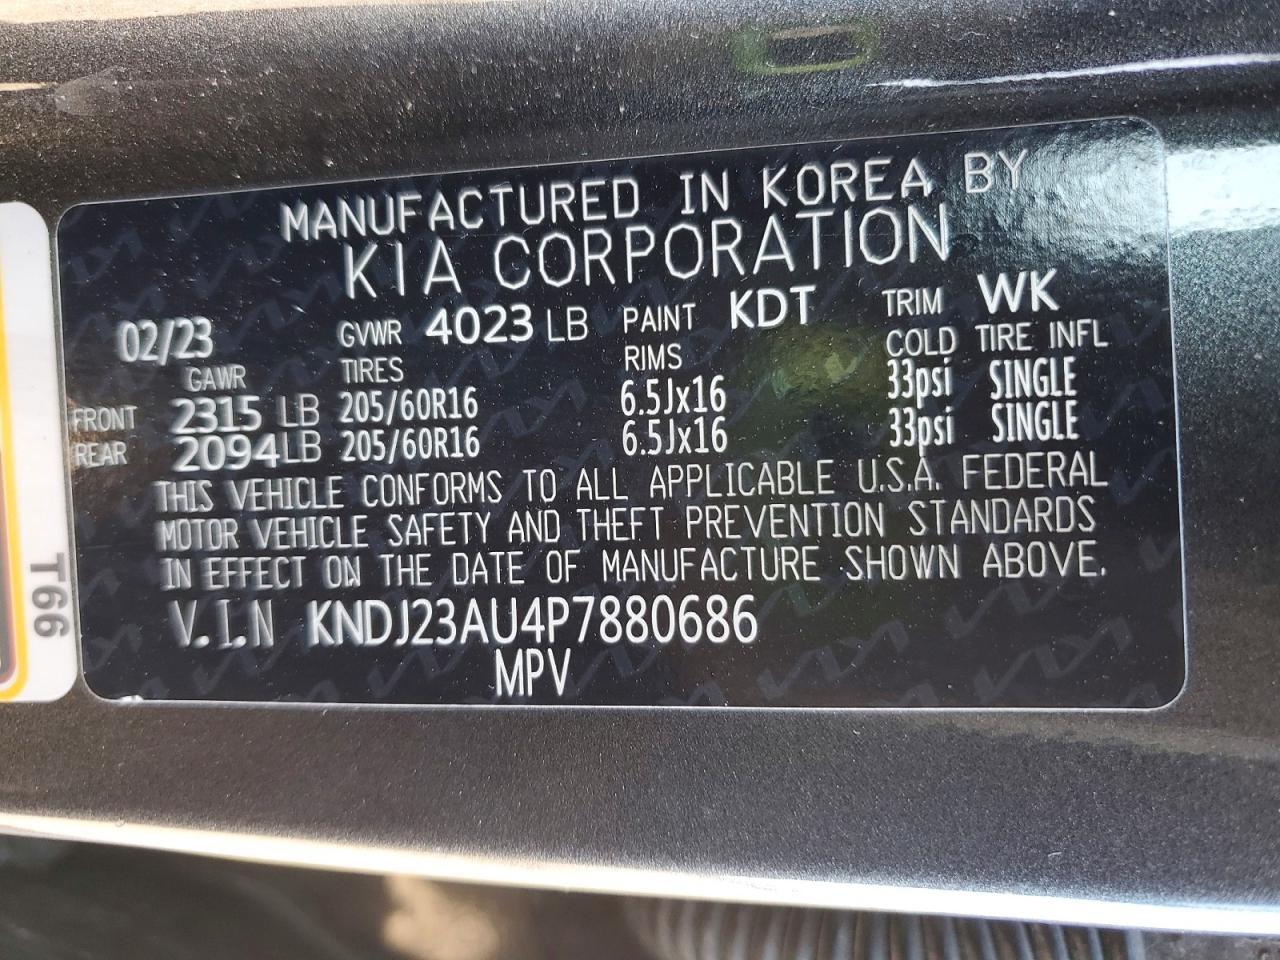 MANUFACTURED IN KOREA BY
KIA CORPORATION
02/23 GVWR 4023 LB PAINT KDT TRIM WK
GAWR TIRES RIMS COLD TIRE INFL
FRONT 2315 LB 205/60R16 6.5Jx16 33psi SINGLE
REAR 2094 LB 205/60R16 6.5Jx16 33psi SINGLE
THIS VEHICLE CONFORMS TO ALL APPLICABLE U.S.A. FEDERAL
MOTOR VEHICLE SAFETY AND THEFT PREVENTION STANDARDS
IN EFFECT ON THE DATE OF MANUFACTURE SHOWN ABOVE.
V.I.N KNDJ23AU4P7880686
MPV
T66